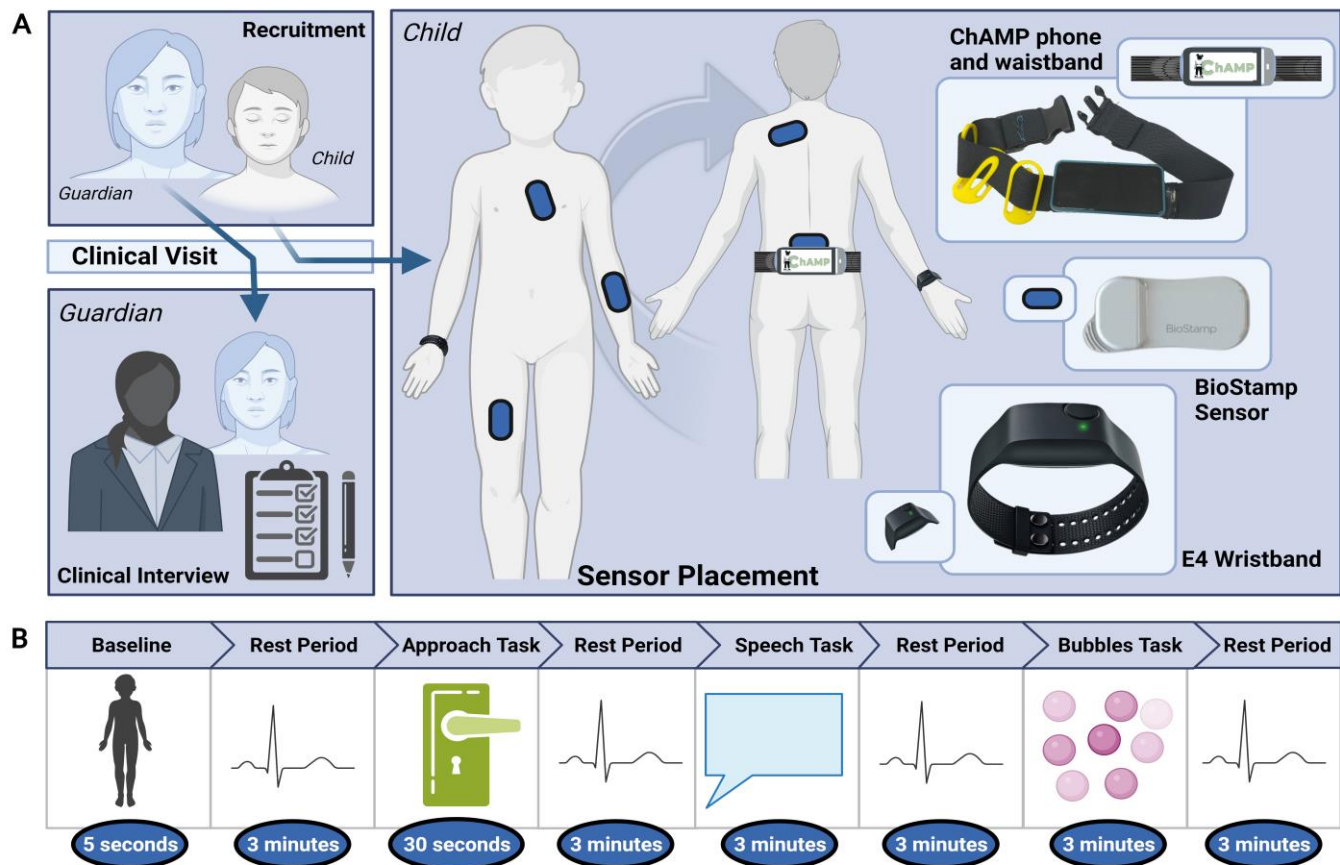 A
Recruitment
Guardian
Child
Clinical Visit
Guardian
Clinical Interview
Child
ChAMP
Sensor Placement
ChAMP phone
and waistband
ChAMP
BioStamp
BioStamp
Sensor
E4 Wristband
B
Baseline
Rest Period
Approach Task
Rest Period
Speech Task
Rest Period
Bubbles Task
Rest Period
5 seconds
3 minutes
30 seconds
3 minutes
3 minutes
3 minutes
3 minutes
3 minutes